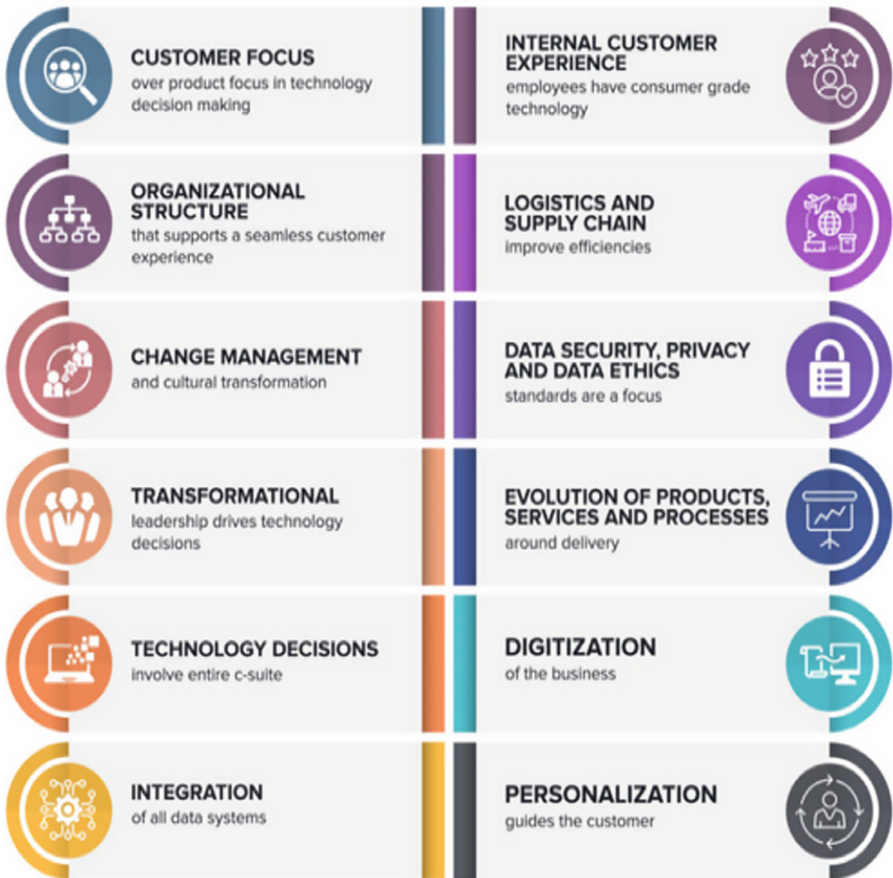 CUSTOMER FOCUS
over product focus in technology
decision making
ORGANIZATIONAL
STRUCTURE
that supports a seamless customer
experience
CHANGE MANAGEMENT
and cultural transformation
TRANSFORMATIONAL
leadership drives technology
decisions
TECHNOLOGY DECISIONS
involve entire c-suite
INTEGRATION
of all data systems
INTERNAL CUSTOMER
EXPERIENCE
employees have consumer grade
technology
LOGISTICS AND
SUPPLY CHAIN
improve efficiencies
DATA SECURITY, PRIVACY
AND DATA ETHICS
standards are a focus
EVOLUTION OF PRODUCTS,
SERVICES AND PROCESSES
around delivery
DIGITIZATION
of the business
PERSONALIZATION
guides the customer